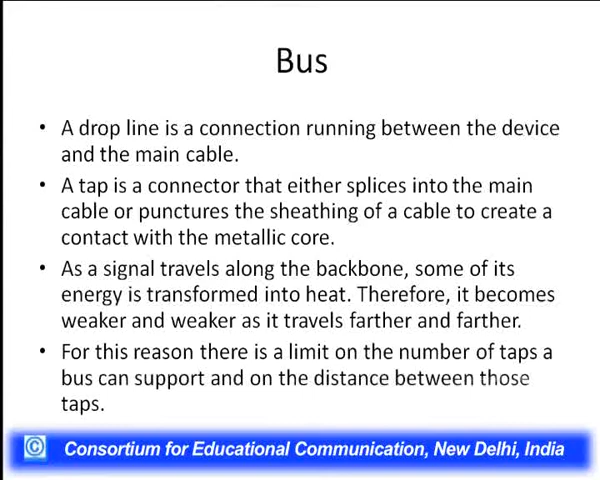 Bus
• A drop line is a connection running between the device
and the main cable.
• A tap is a connector that either splices into the main
cable or punctures the sheathing of a cable to create a
contact with the metallic core.
• As a signal travels along the backbone, some of its
energy is transformed into heat. Therefore, it becomes
weaker and weaker as it travels farther and farther.
• For this reason there is a limit on the number of taps a
bus can support and on the distance between those
taps.
© Consortium for Educational Communication, New Delhi, India